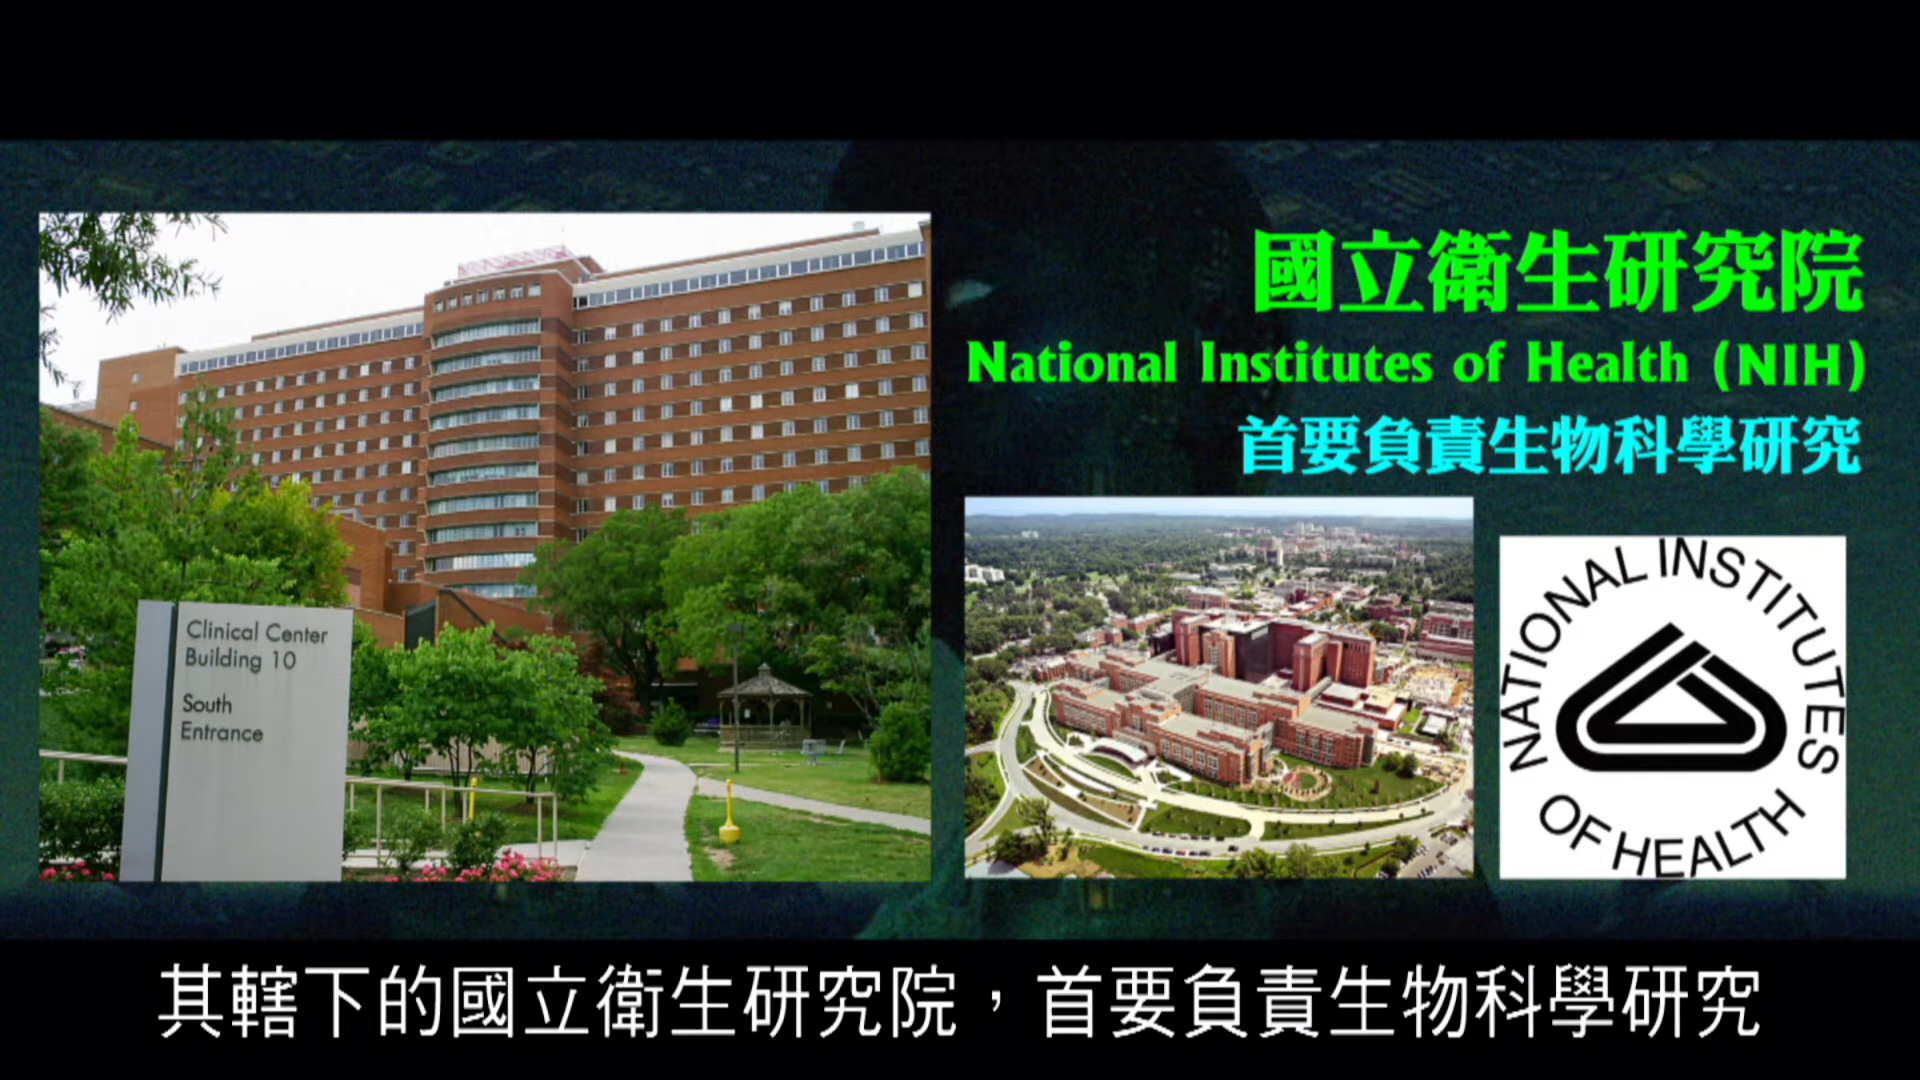 國立衛生研究院
National Institutes of Health (NIH)
首要負責生物科學研究
Clinical Center
Building 10
South
Entrance
NATIONAL INSTITUTES
OF HEALTH
其轄下的國立衛生研究院，首要負責生物科學研究